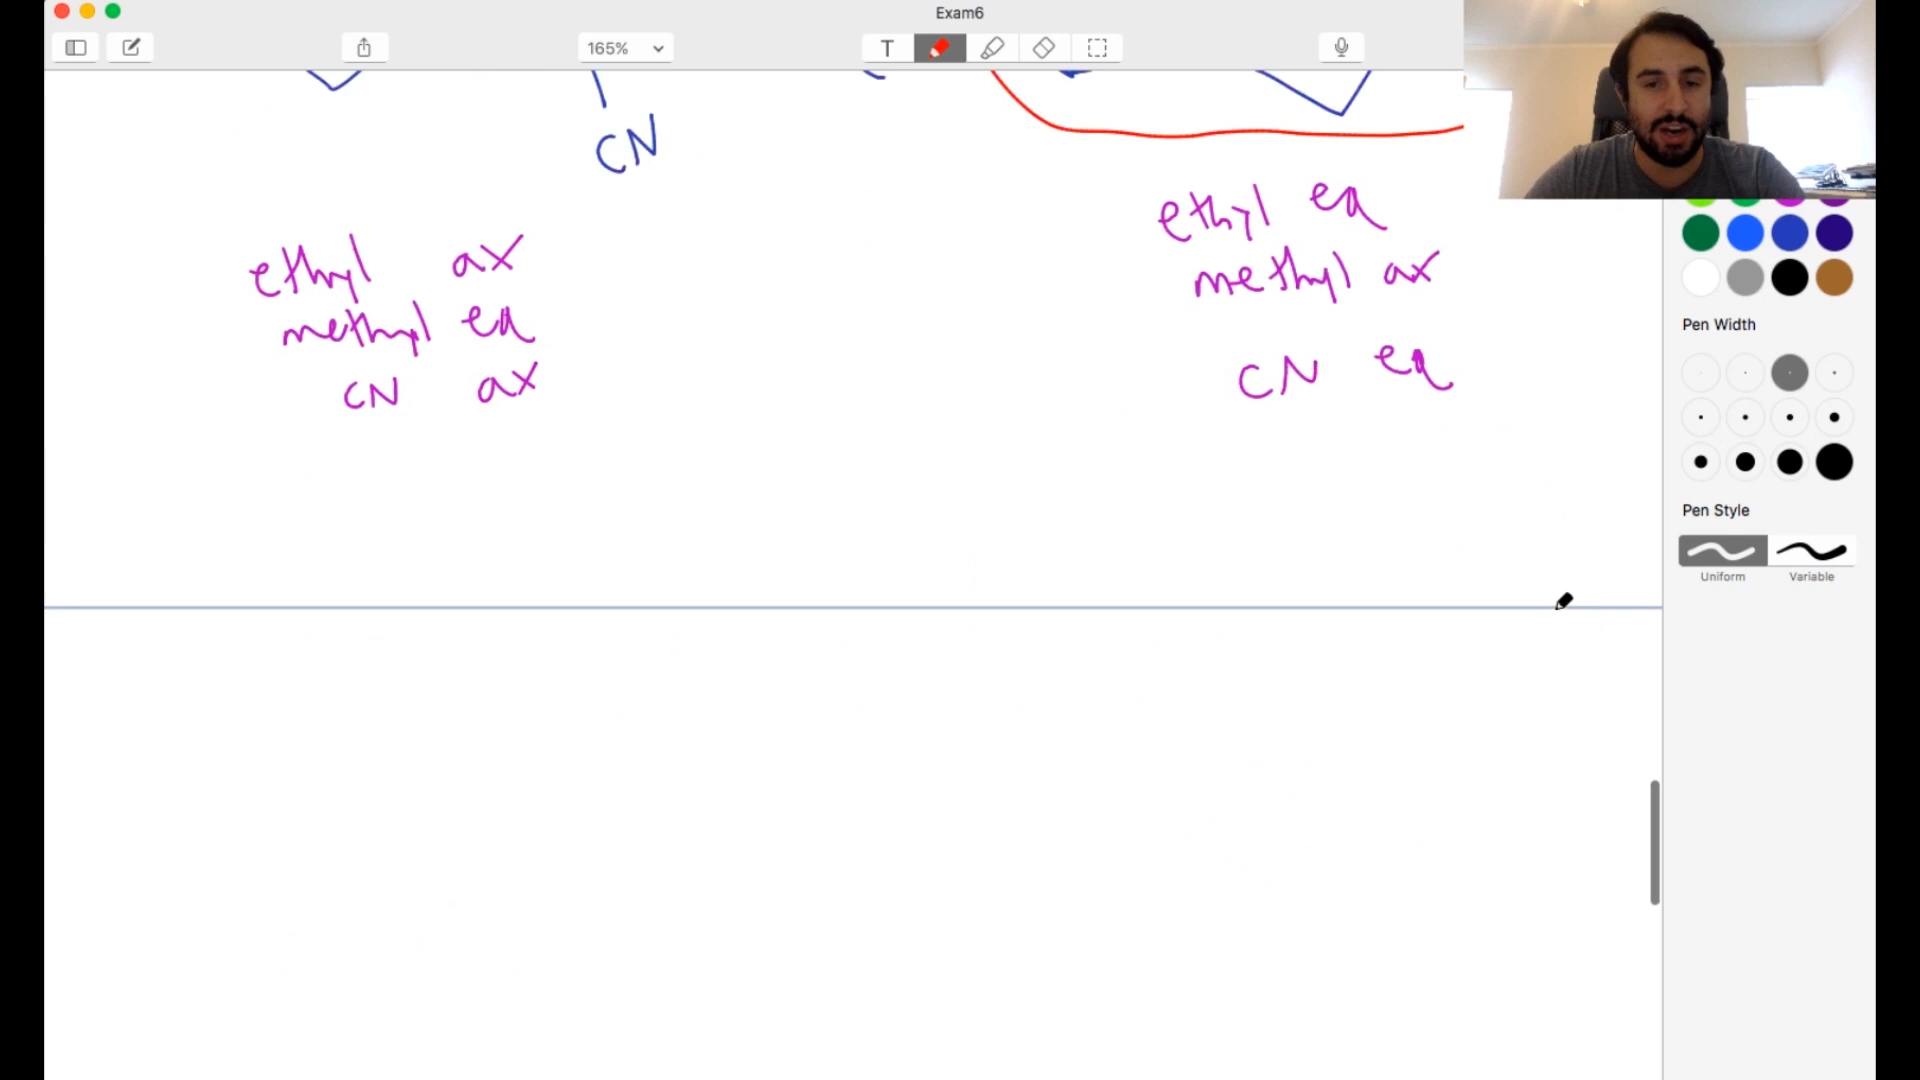 Exam6
165%
T
CN
ethyl ax
methyl eq
CN ax
ethyl eq
methyl ax
CN eq
Pen Width
Pen Style
Uniform
Variable